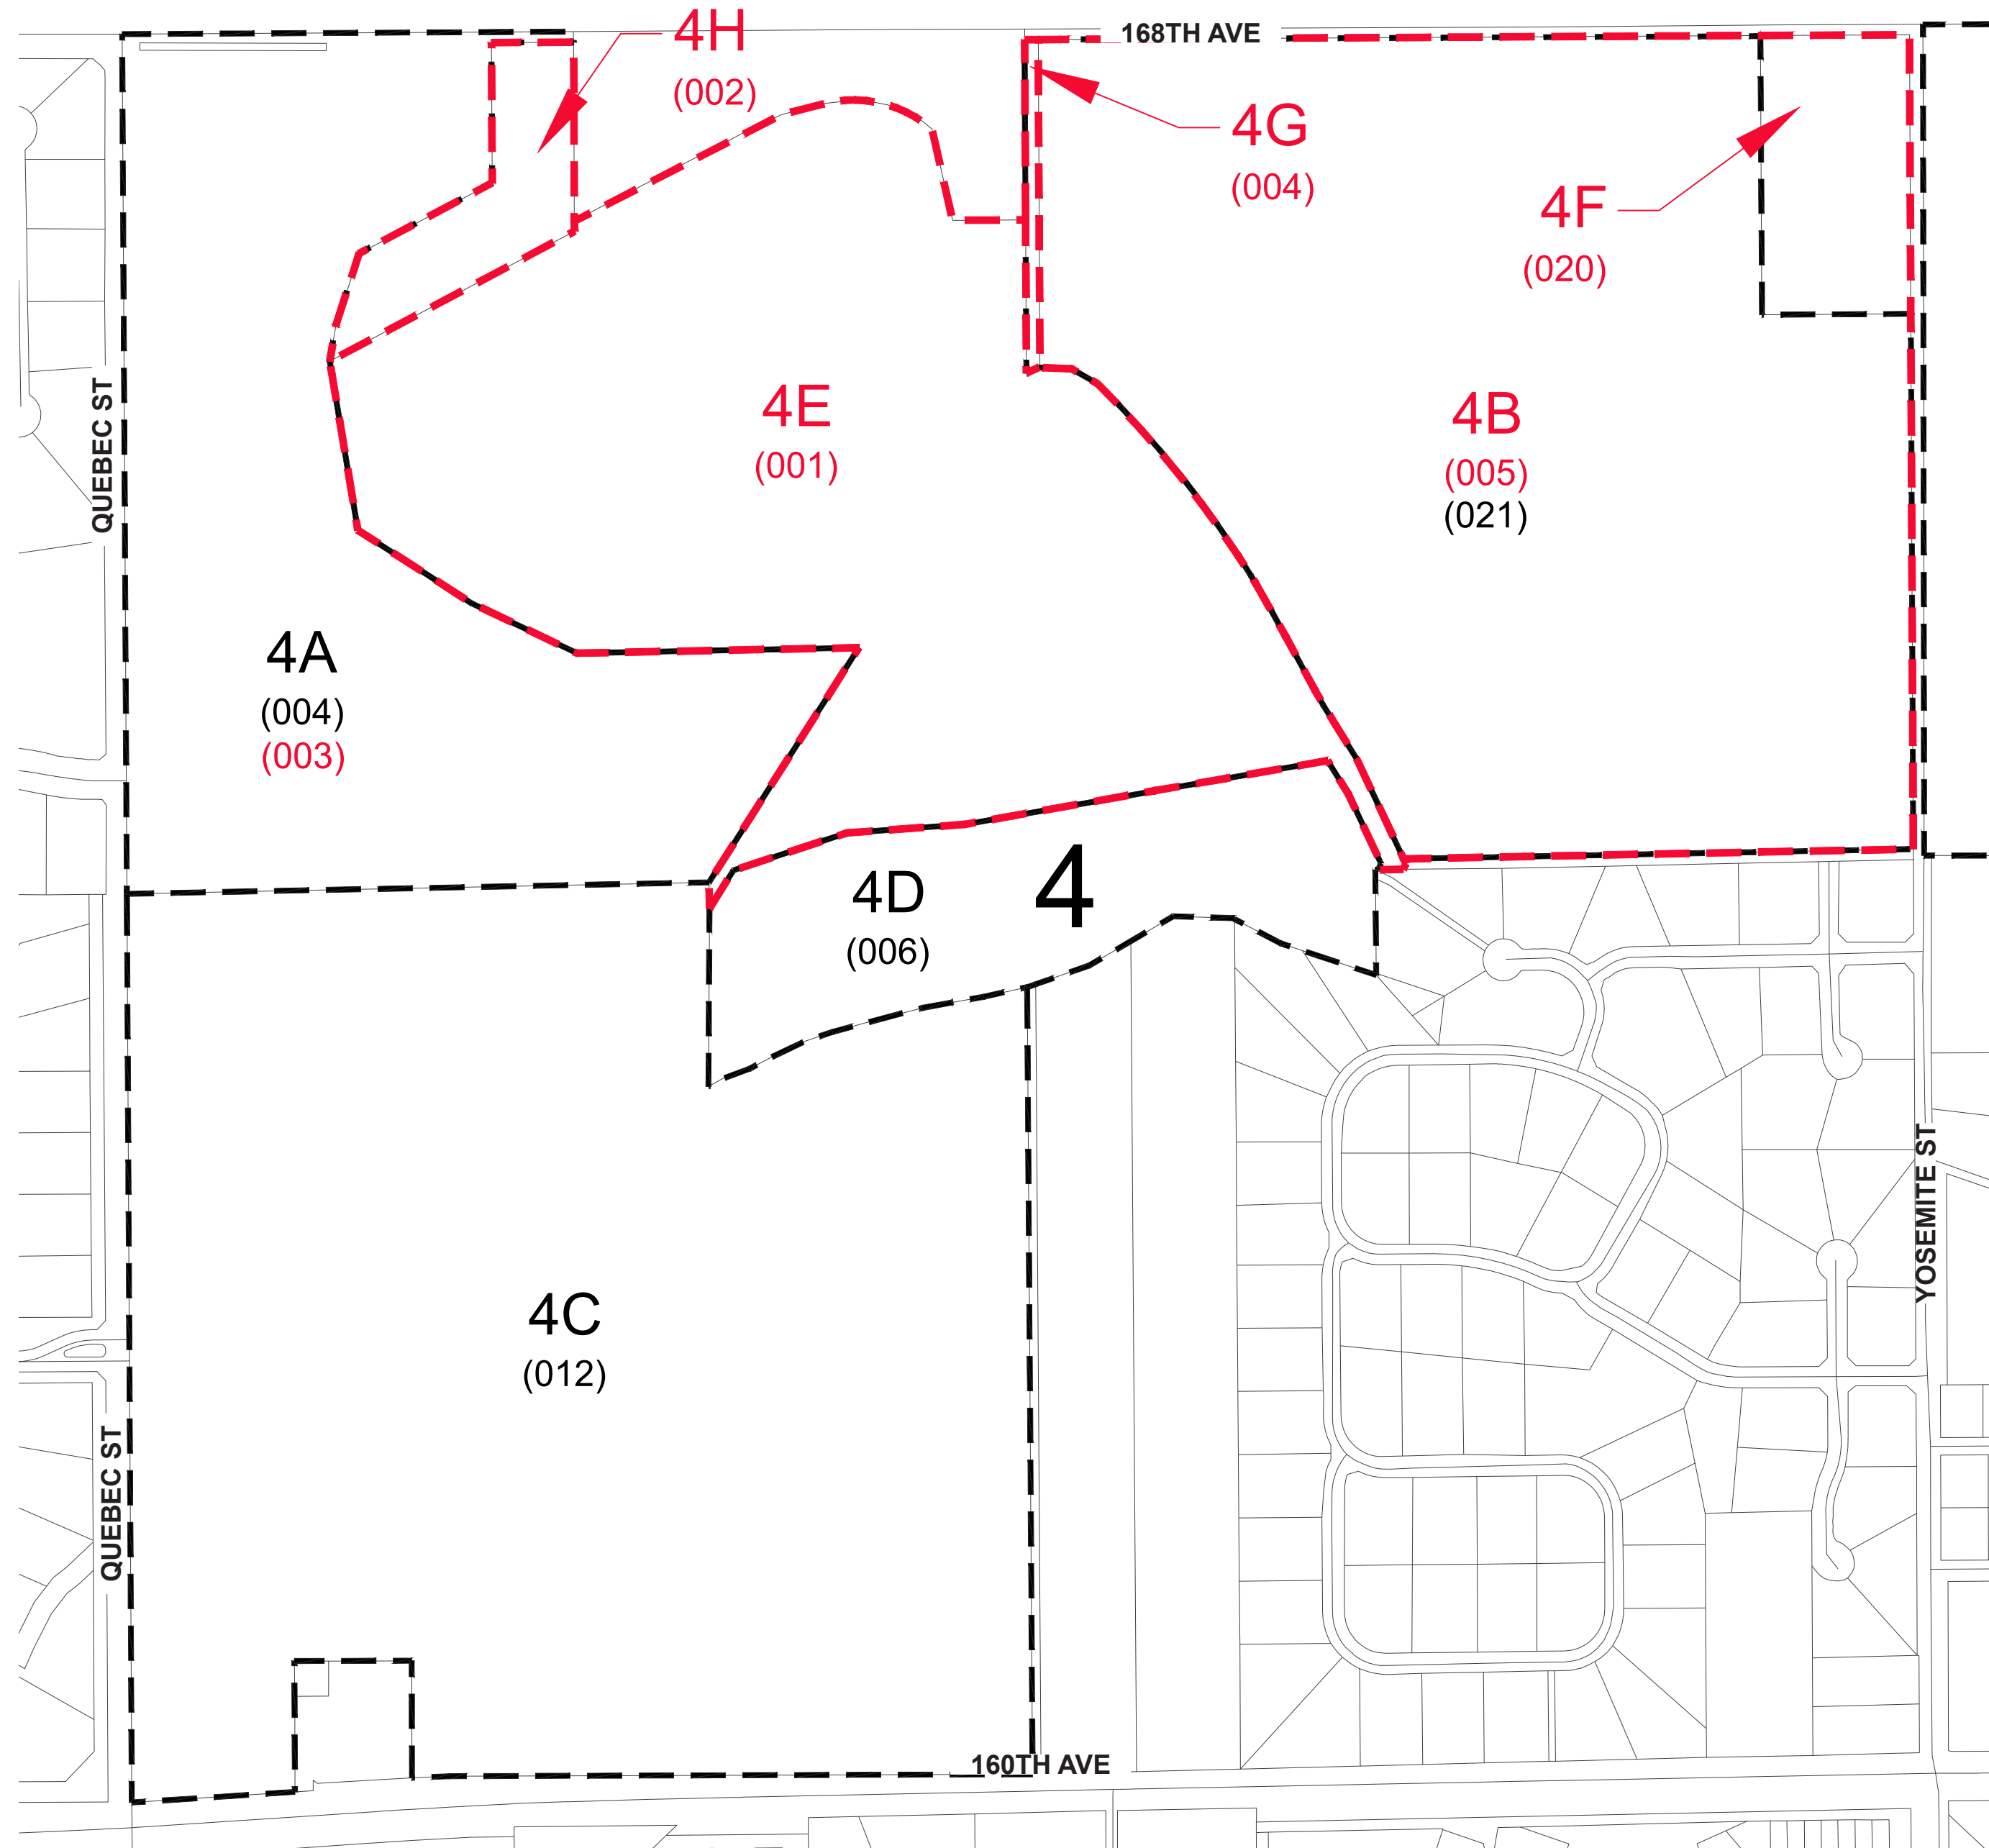 4H
(002)
168TH AVE
4G
(004)
4F
(020)
4E
(001)
4B
(005)
(021)
QUEBEC ST
4A
(004)
(003)
4D
(006)
4
YOSEMITE ST
4C
(012)
QUEBEC ST
160TH AVE